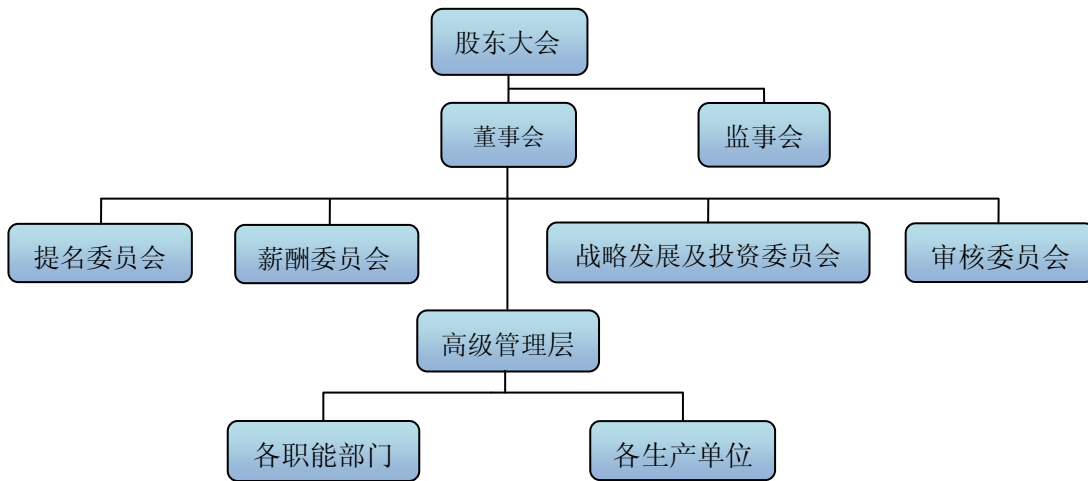 股东大会
董事会
监事会
提名委员会
薪酬委员会
战略发展及投资委员会
审核委员会
高级管理层
各职能部门
各生产单位